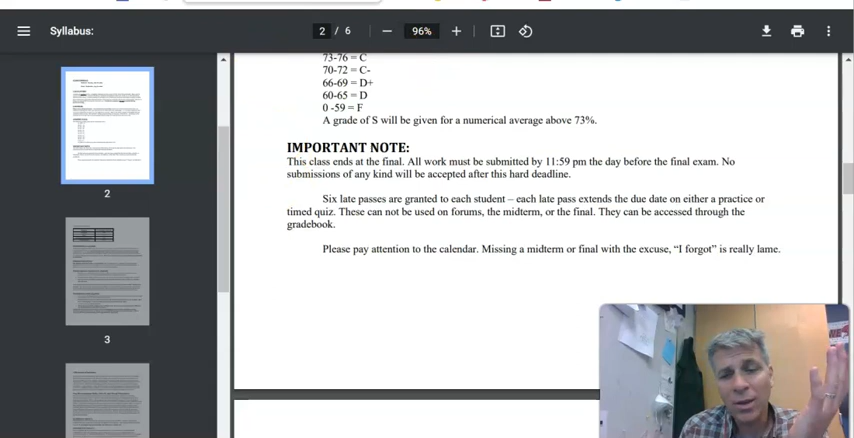 Syllabus:
2 / 6
96%
73-76 = C
70-72 = C-
66-69 = D+
60-65 = D
0 -59 = F
A grade of S will be given for a numerical average above 73%.
IMPORTANT NOTE:
This class ends at the final. All work must be submitted by 11:59 pm the day before the final exam. No
submissions of any kind will be accepted after this hard deadline.
Six late passes are granted to each student – each late pass extends the due date on either a practice or
timed quiz. These can not be used on forums, the midterm, or the final. They can be accessed through the
gradebook.
Please pay attention to the calendar. Missing a midterm or final with the excuse, “I forgot” is really lame.
2
3